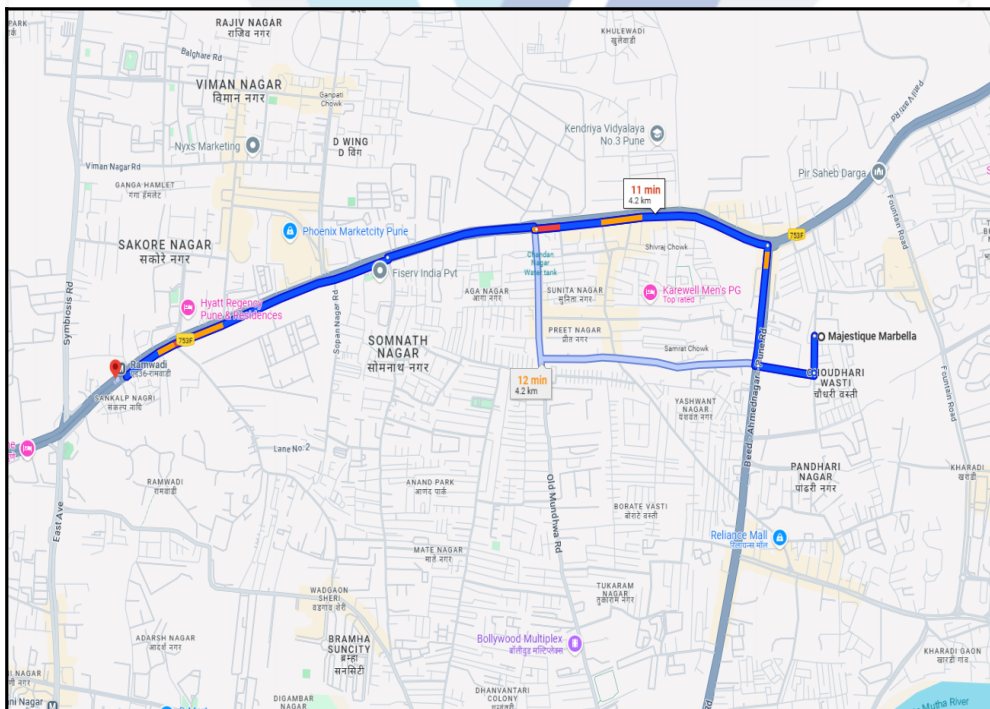 RAJIV NAGAR
राजिव नगर
KHULEWADI
खुलेवाडी
Balghare Rd
Pati Vasti Rd
VIMAN NAGAR
विमान नगर
Ganpati
Chowk
Kendriya Vidyalaya
No.3 Pune
Nyxs Marketing
D WING
D विंग
Viman Nagar Rd
Pir Saheb Darga
GANGA HAMLET
गंगा हॅमलेट
11 min
4.2 km
Fountain Road
Phoenix Marketcity Pune
753F
SAKORE NAGAR
सकोरे नगर
Shivraj Chowk
Chandan
Nagar
Water tank
Fiserv India Pvt
Symbiosis Rd
AGA NAGAR
आगा नगर
SUNITA NAGAR
सुनिता नगर
Karewell Men's PG
Top rated
Hyatt Regency
Pune & Residences
Sopan Nagar Rd
PREET NAGAR
प्रीत नगर
753F
SOMNATH
NAGAR
सोमनाथ नगर
Samrat Chowk
Majestique Marbella
Ramwadi
12 min
4.2 km
CHOUDHARI
WASTI
चौधरी वस्ती
SANKALP NAGRI
Beed - Ahmednagar - Pune Rd
YASHWANT
NAGAR
यशवंत नगर
Fountain Road
Lane No. 2
PANDHARI
NAGAR
पांढरी नगर
KHARADI
खराडी
RAMWADI
रामवाडी
ANAND PARK
आनंद पार्क
Old Mundhwa Rd
East Ave
BORATE VASTI
बोराटे वस्ती
Reliance Mall
रिलायन्स मॉल
MATE NAGAR
माते नगर
WADGAON
SHERI
वडगाव शेरी
TUKARAM
NAGAR
तुकाराम नगर
ADARSH NAGAR
आदर्श नगर
BRAMHA
SUNCITY
ब्रम्हा
सनसिटी
Bollywood Multiplex
बॉलीवूड मल्टिप्लेक्स
KHARADI GAON
खराडी गाव
DIGAMBAR
NAGAR
DHANVANTARI
COLONY
Mutha River